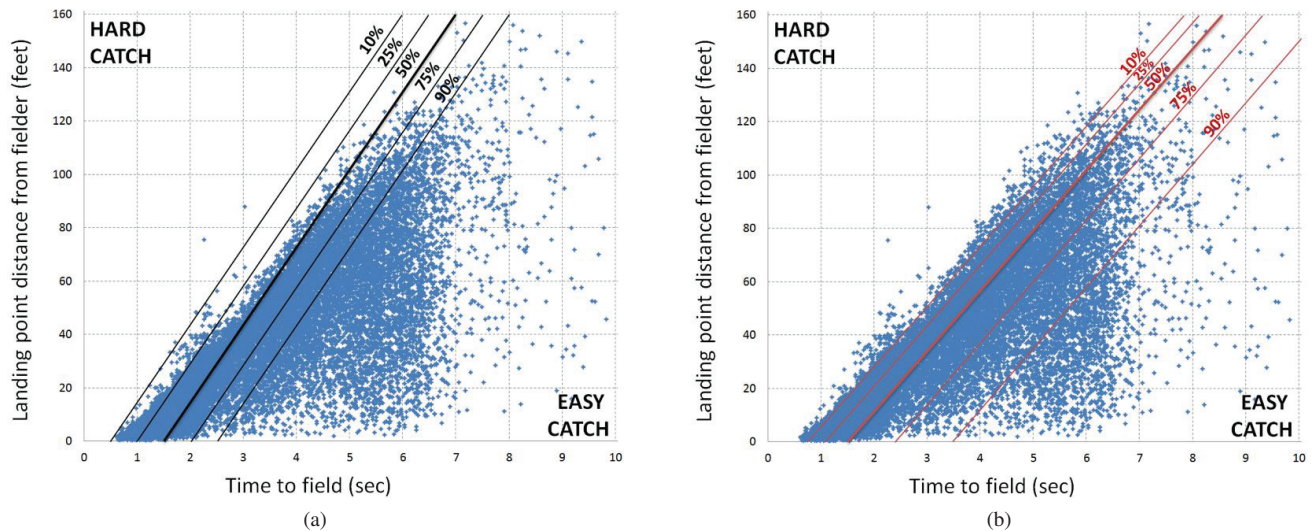 HARD
CATCH
10%
25%
50%
75%
90%
Landing point distance from fielder (feet)
160
140
120
100
80
60
40
20
0
EASY
CATCH
0 1 2 3 4 5 6 7 8 9 10
Time to field (sec)
(a)
HARD
CATCH
10%
25%
50%
75%
90%
Landing point distance from fielder (feet)
160
140
120
100
80
60
40
20
0
EASY
CATCH
0 1 2 3 4 5 6 7 8 9 10
Time to field (sec)
(b)